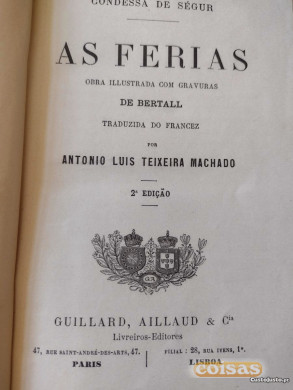 CONDESSA DE SÉGUR
AS FERIAS
OBRA ILLUSTRADA COM GRAVURAS
DE BERTALL
TRADUZIDA DO FRANCEZ
POR
ANTONIO LUIS TEIXEIRA MACHADO
2ª EDIÇÃO
GUILLARD, AILLAUD & Cia
Livreiros-Editores
47, RUE SAINT-ANDRÉ-DES-ARTS, 47.
PARIS
FILIAL: 28, RUA IVENS, 1º.
LISBOA
coisas